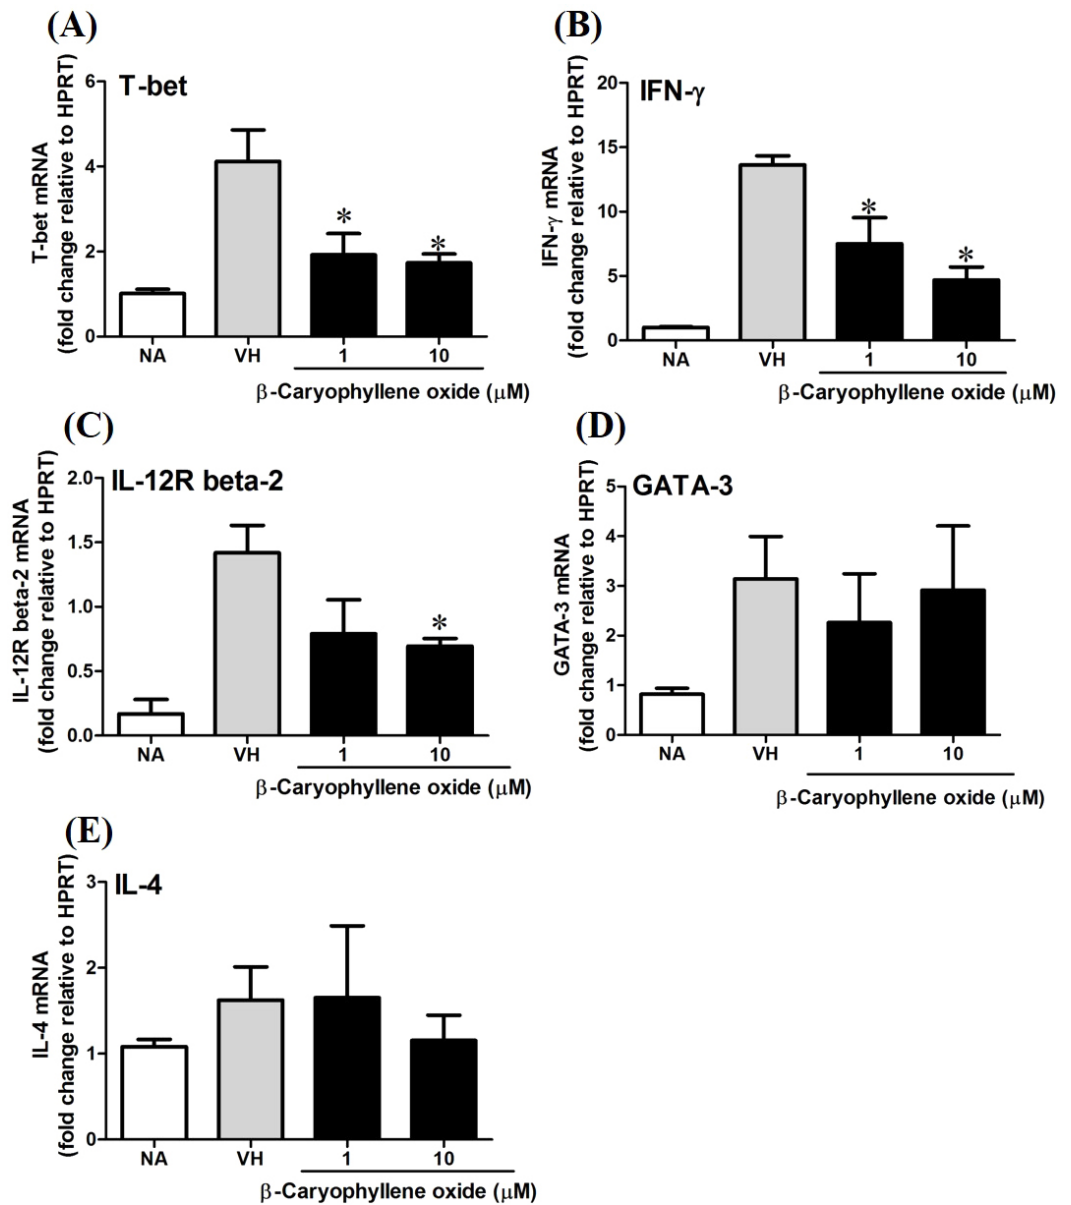 (A)
T-bet
T-bet mRNA
(fold change relative to HPRT)
6
4
2
0
*
*
NA VH 1 10
β-Caryophyllene oxide (μM)
(B)
IFN-γ
IFN-γ mRNA
(fold change relative to HPRT)
20
15
10
5
0
*
*
NA VH 1 10
β-Caryophyllene oxide (μM)
(C)
IL-12R beta-2
IL-12R beta-2 mRNA
(fold change relative to HPRT)
2.0
1.5
1.0
0.5
0.0
*
NA VH 1 10
β-Caryophyllene oxide (μM)
(D)
GATA-3
GATA-3 mRNA
(fold change relative to HPRT)
5
4
3
2
1
0
NA VH 1 10
β-Caryophyllene oxide (μM)
(E)
IL-4
IL-4 mRNA
(fold change relative to HPRT)
3
2
1
0
NA VH 1 10
β-Caryophyllene oxide (μM)